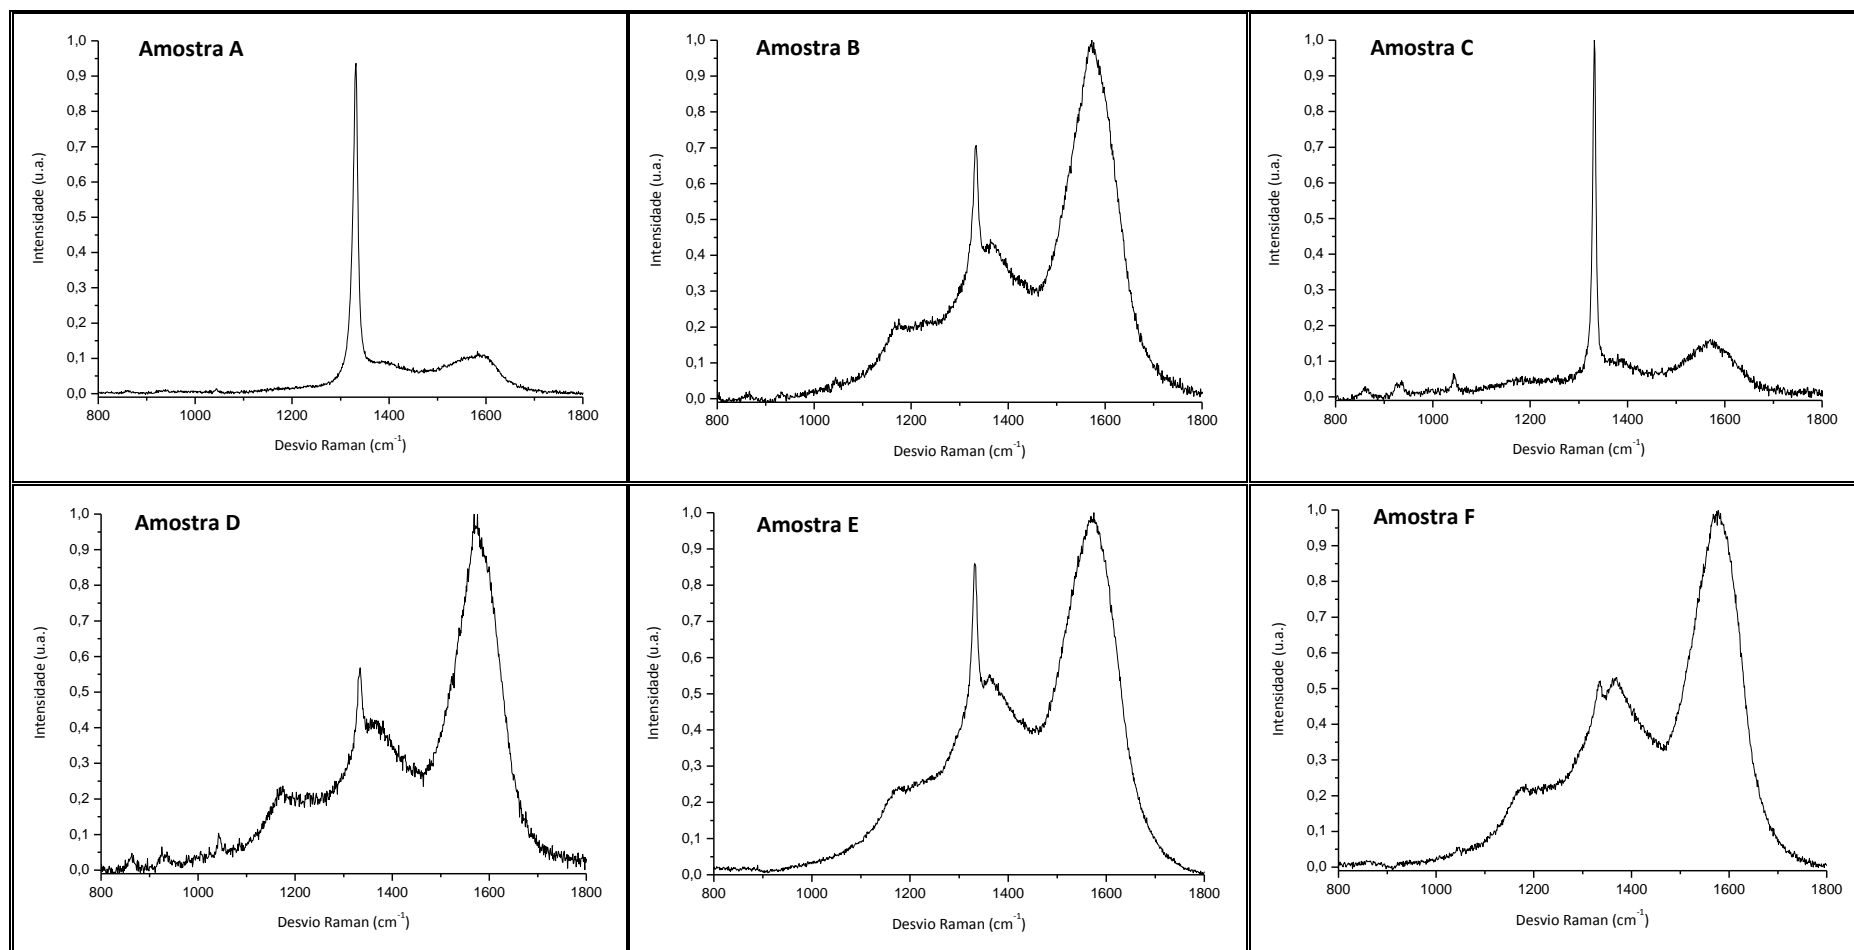 Amostra A
1,0
0,9
0,8
0,7
0,6
0,5
0,4
0,3
0,2
0,1
0,0
Intensidade (u.a.)
800 1000 1200 1400 1600 1800
Desvio Raman (cm⁻¹)
Amostra B
1,0
0,9
0,8
0,7
0,6
0,5
0,4
0,3
0,2
0,1
0,0
Intensidade (u.a.)
800 1000 1200 1400 1600 1800
Desvio Raman (cm⁻¹)
Amostra C
1,0
0,9
0,8
0,7
0,6
0,5
0,4
0,3
0,2
0,1
0,0
Intensidade (u.a.)
800 1000 1200 1400 1600 1800
Desvio Raman (cm⁻¹)
Amostra D
1,0
0,9
0,8
0,7
0,6
0,5
0,4
0,3
0,2
0,1
0,0
Intensidade (u.a.)
800 1000 1200 1400 1600 1800
Desvio Raman (cm⁻¹)
Amostra E
1,0
0,9
0,8
0,7
0,6
0,5
0,4
0,3
0,2
0,1
0,0
Intensidade (u.a.)
800 1000 1200 1400 1600 1800
Desvio Raman (cm⁻¹)
Amostra F
1,0
0,9
0,8
0,7
0,6
0,5
0,4
0,3
0,2
0,1
0,0
Intensidade (u.a.)
800 1000 1200 1400 1600 1800
Desvio Raman (cm⁻¹)